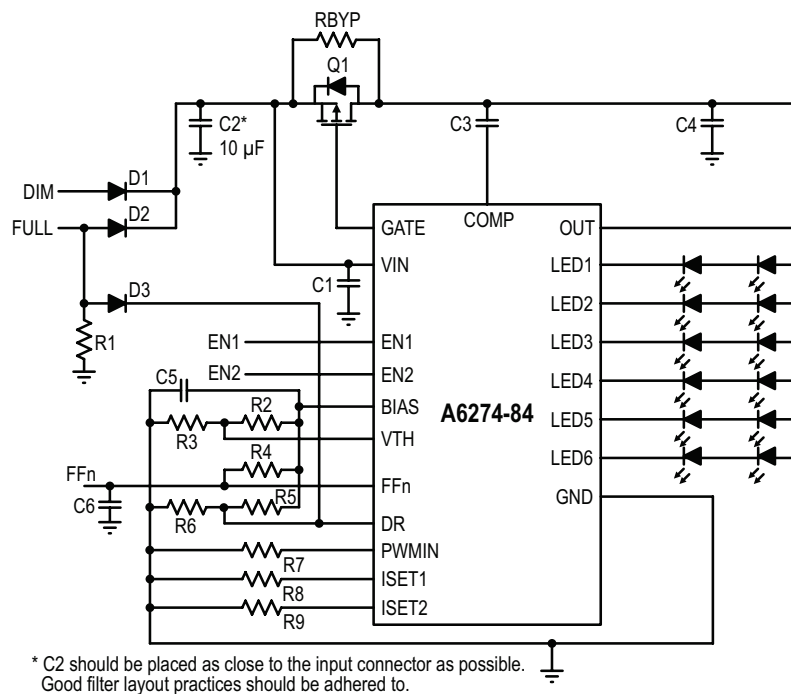 RBYP
Q1
C2*
10 µF
C3
C4
D1
DIM
D2
FULL
COMP
GATE
OUT
VIN
LED1
C1
D3
LED2
R1
EN1
EN1
LED3
EN2
EN2
LED4
C5
BIAS
A6274-84
R2
LED5
R3
VTH
R4
LED6
FFn
FFn
C6
R6
R5
GND
DR
PWMIN
R7
ISET1
R8
ISET2
R9
* C2 should be placed as close to the input connector as possible.
Good filter layout practices should be adhered to.